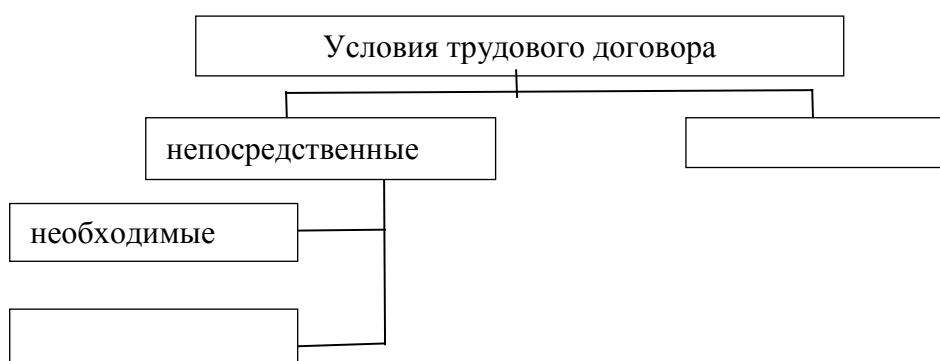 Условия трудового договора
непосредственные
необходимые